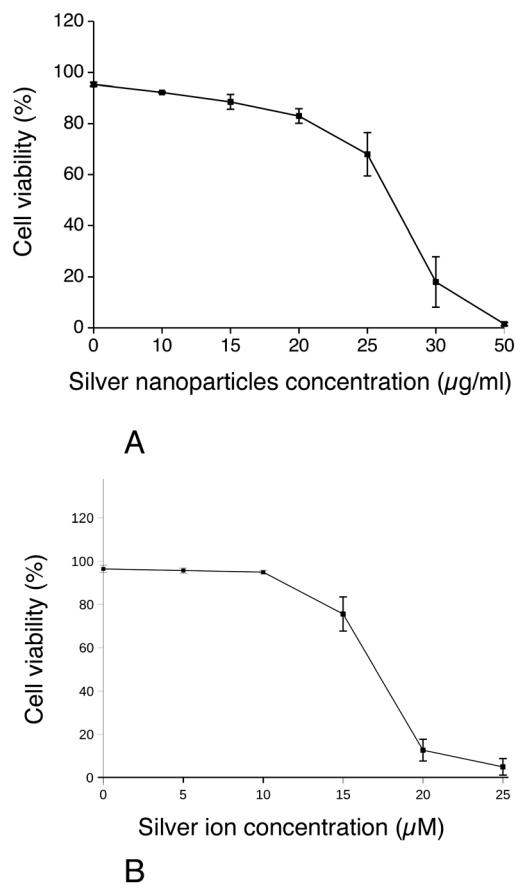 120
100
80
60
40
20
0
Cell viability (%)
0 10 15 20 25 30 50
Silver nanoparticles concentration (µg/ml)
A
120
100
80
60
40
20
0
Cell viability (%)
0 5 10 15 20 25
Silver ion concentration (µM)
B